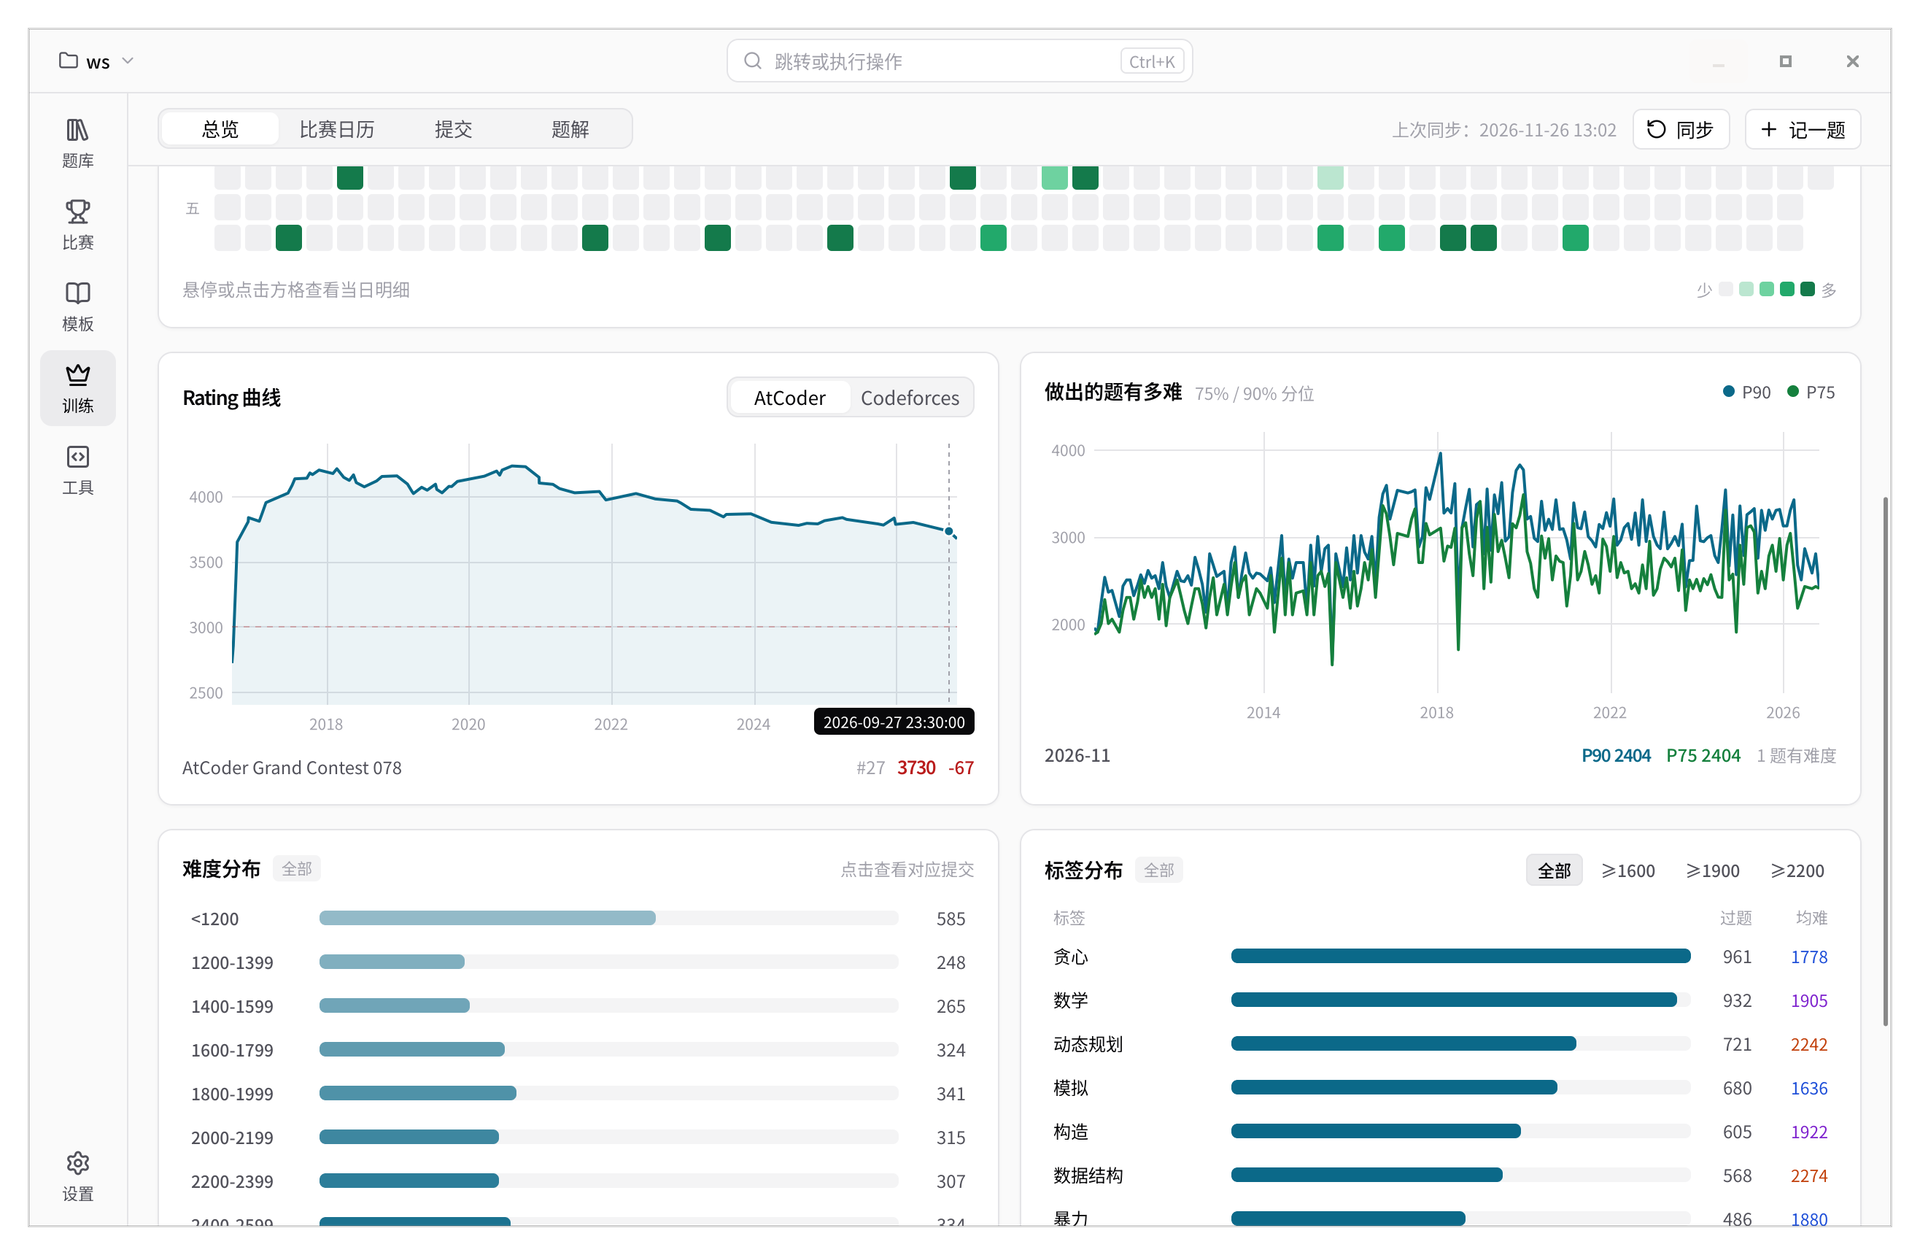 ws
跳转或执行操作
Ctrl+K
题库
比赛
模板
训练
工具
设置
总览
比赛日历
提交
题解
上次同步：2026-11-26 13:02
同步
记一题
五
悬停或点击方格查看当日明细
少
多
Rating 曲线
AtCoder
Codeforces
4000
3500
3000
2500
2018
2020
2022
2024
2026-09-27 23:30:00
AtCoder Grand Contest 078
#27 3730 -67
做出的题有多难 75% / 90% 分位
P90
P75
4000
3000
2000
2014
2018
2022
2026
2026-11
P90 2404 P75 2404 1 题有难度
难度分布 全部
点击查看对应提交
<1200 585
1200-1399 248
1400-1599 265
1600-1799 324
1800-1999 341
2000-2199 315
2200-2399 307
2400-2599 334
标签分布 全部
全部 ≥1600 ≥1900 ≥2200
标签 过题 均难
贪心 961 1778
数学 932 1905
动态规划 721 2242
模拟 680 1636
构造 605 1922
数据结构 568 2274
暴力 486 1880